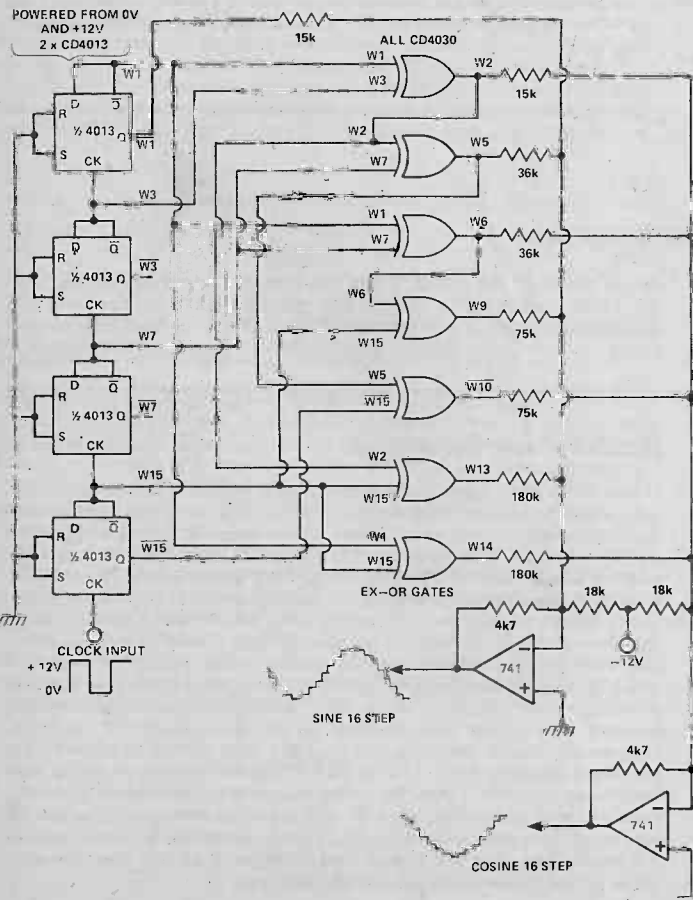 POWERED FROM 0V
AND +12V
2 x CD4013
W1
15k
ALL CD4030
W1
W3
W2
15k
D Q̅
R
S
½ 4013
Q
W1̅
CK
W3
W2
W7
W5
36k
D Q̅
R
S
½ 4013
Q
W3̅
CK
W1
W7
W6
36k
W7
W6
W15
W9
75k
D Q̅
R
S
½ 4013
Q
W7̅
CK
W5
W15̅
W10̅
75k
W15
W2
W15
W13
180k
D Q̅
R
S
½ 4013
Q
W15̅
CK
W1
W15
W14
180k
EX-OR GATES
CLOCK INPUT
+12V
0V
4k7
18k
18k
-12V
741
−
+
SINE 16 STEP
4k7
741
−
+
COSINE 16 STEP